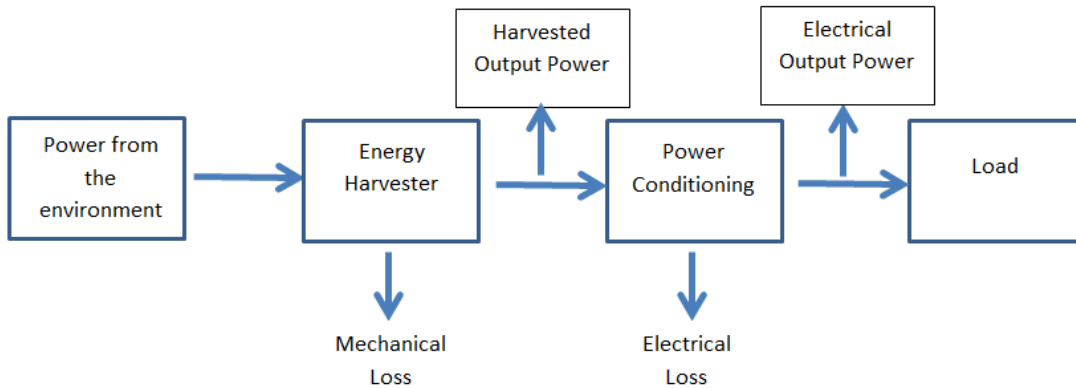 Harvested
Output Power
Electrical
Output Power
Power from
the
environment
Energy
Harvester
Power
Conditioning
Load
Mechanical
Loss
Electrical
Loss